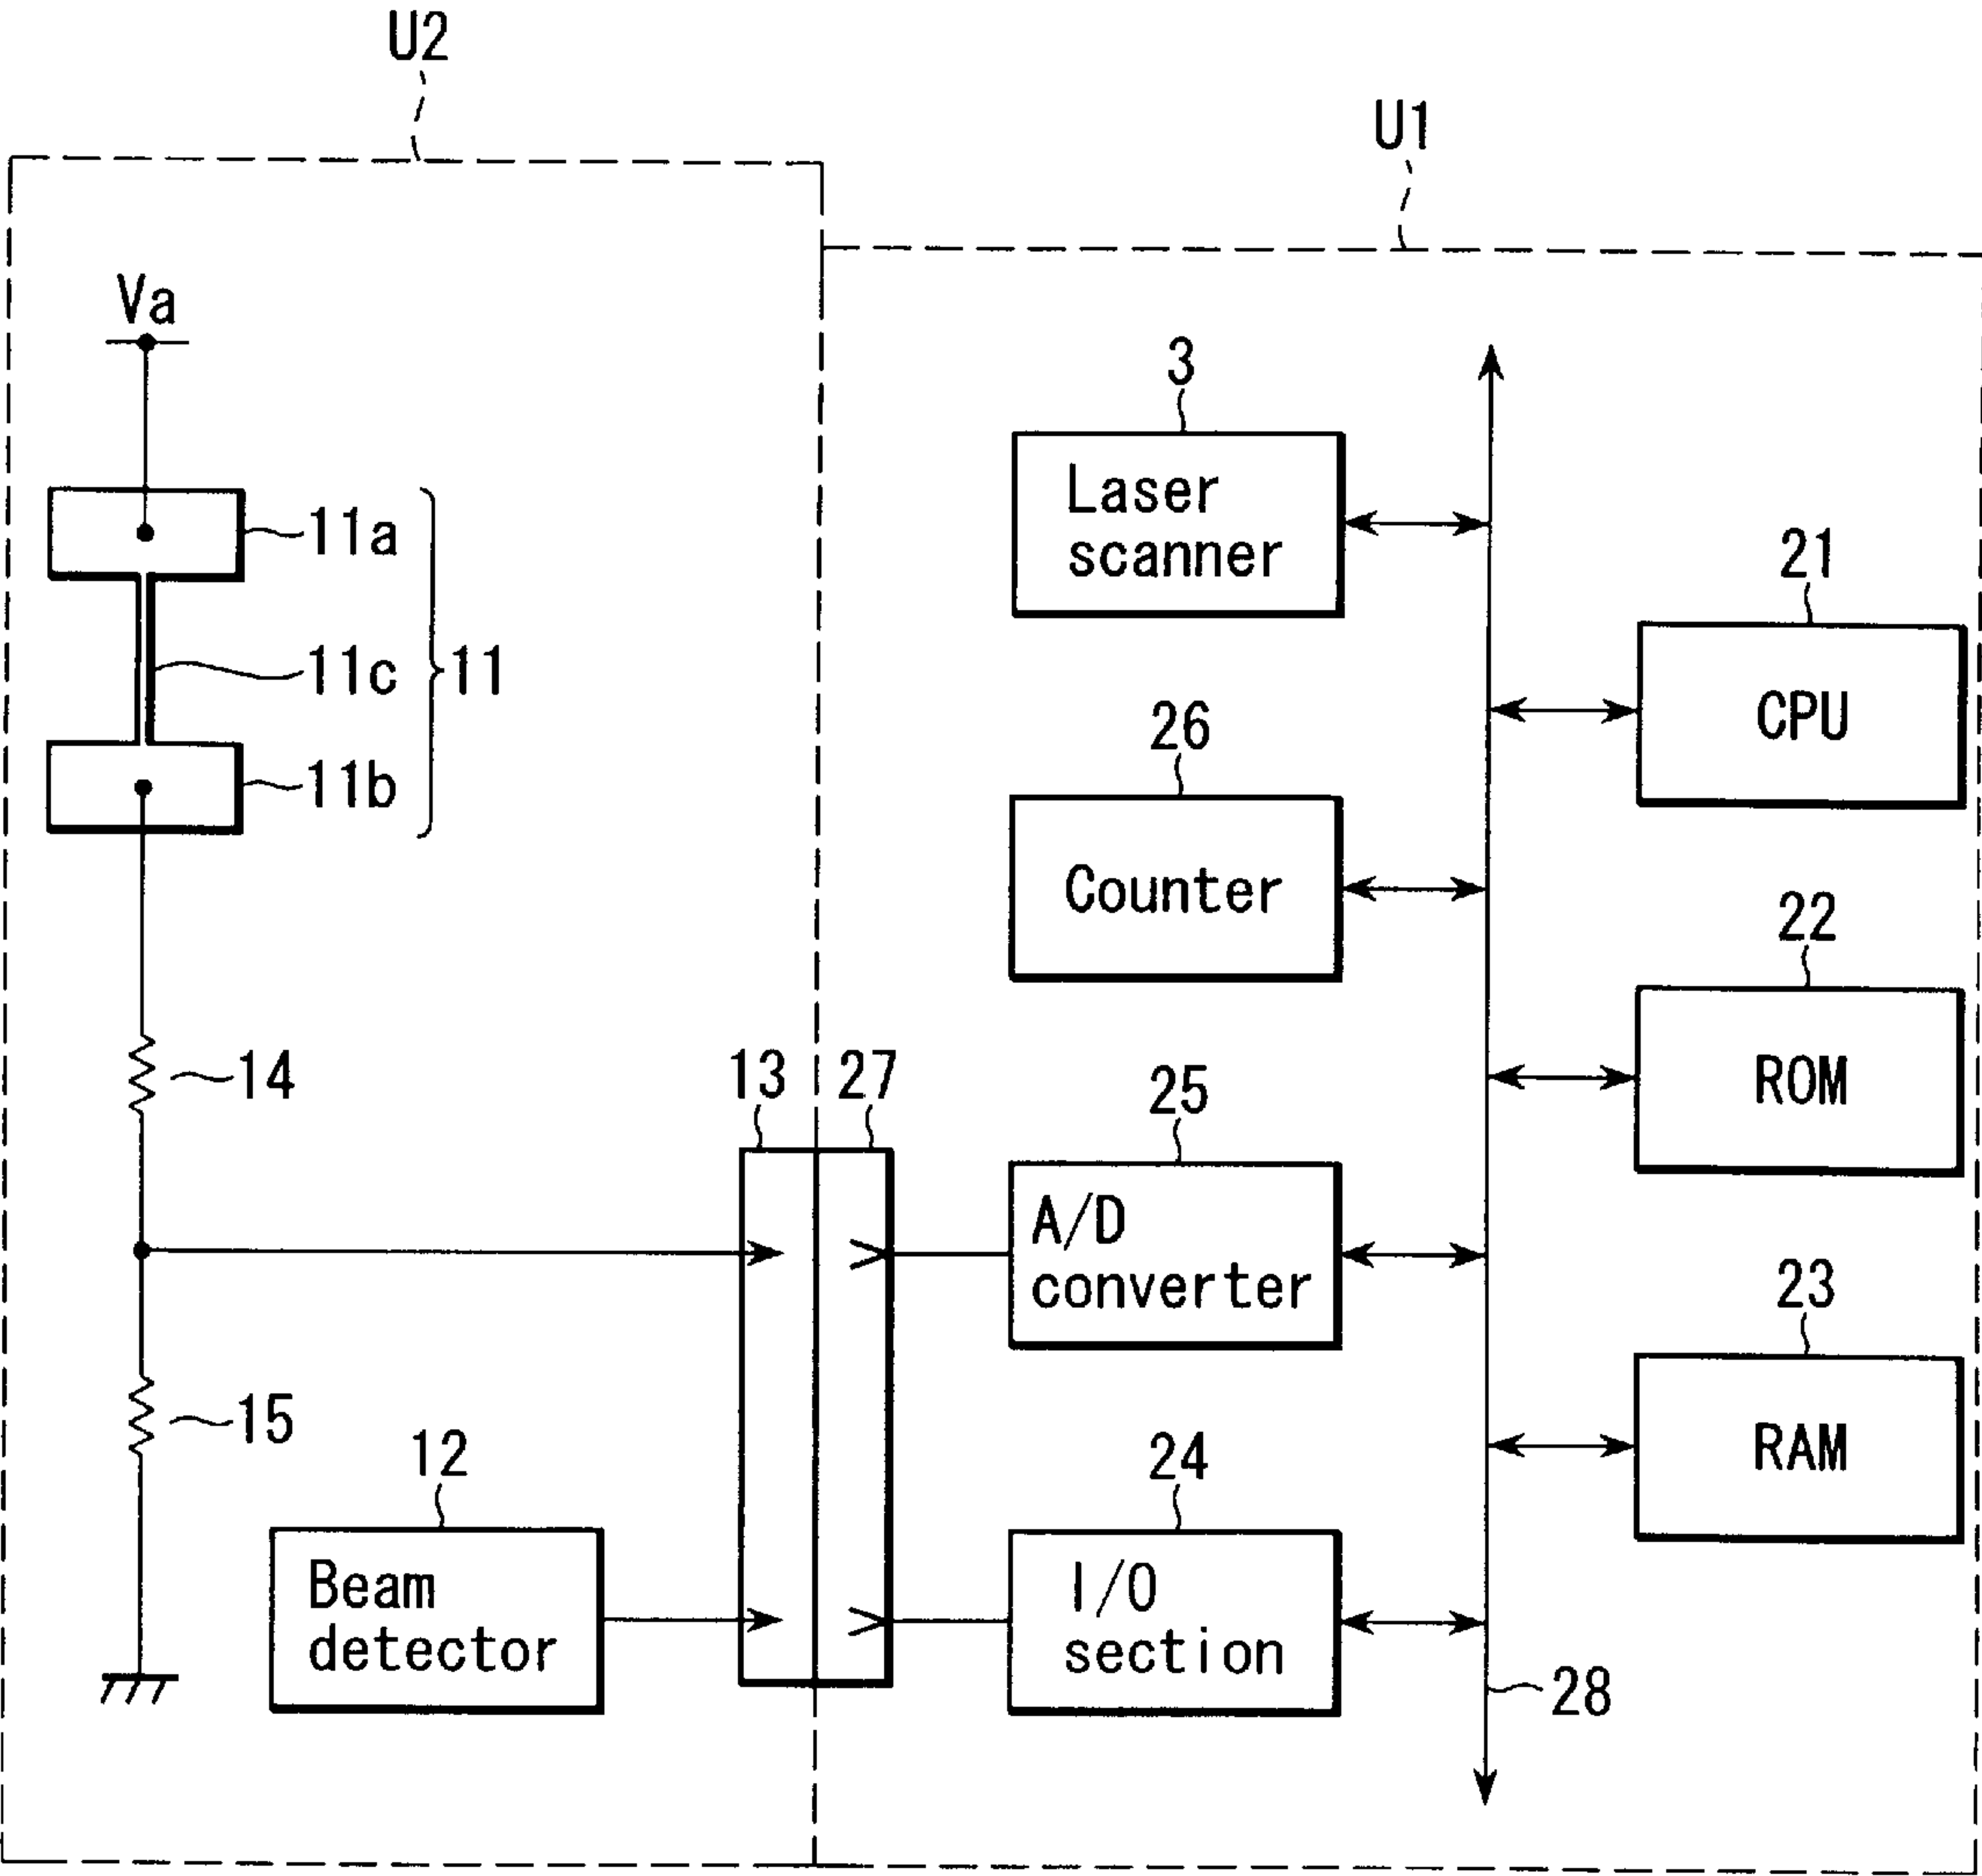 U2
U1
Va
3
Laser
scanner
11a
21
CPU
11c
11
26
Counter
11b
22
ROM
14
13
27
25
A/D
converter
23
RAM
15
12
Beam
detector
24
I/O
section
28